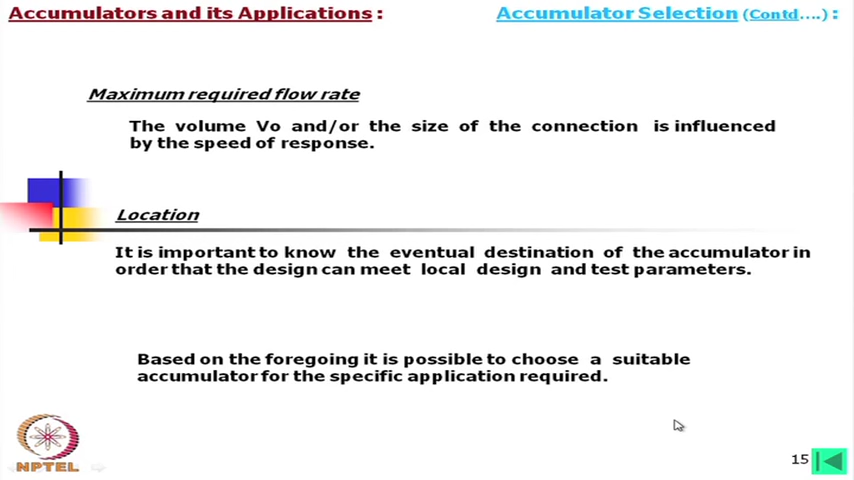 Accumulators and its Applications :
Accumulator Selection (Contd....) :
Maximum required flow rate
The volume Vo and/or the size of the connection is influenced
by the speed of response.
Location
It is important to know the eventual destination of the accumulator in
order that the design can meet local design and test parameters.
Based on the foregoing it is possible to choose a suitable
accumulator for the specific application required.
NPTEL
15